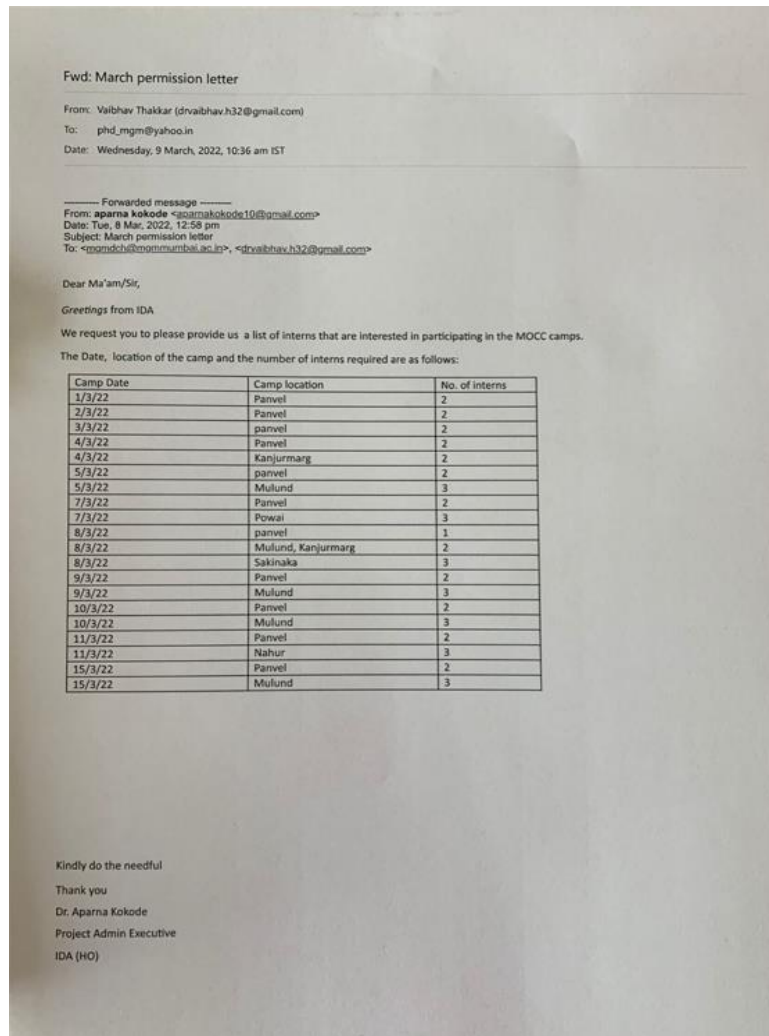 Fwd: March permission letter
From: Vaibhav Thakkar (drvaibhav.h32@gmail.com)
To: phd_mgm@yahoo.in
Date: Wednesday, 9 March, 2022, 10:36 am IST
---------- Forwarded message ----------
From: aparna kokode <aparnakokode10@gmail.com>
Date: Tue, 8 Mar, 2022, 12:58 pm
Subject: March permission letter
To: <mgmdch@mgmmumbai.ac.in>, <drvaibhav.h32@gmail.com>
Dear Ma'am/Sir,
Greetings from IDA
We request you to please provide us a list of interns that are interested in participating in the MOCC camps.
The Date, location of the camp and the number of interns required are as follows:
Camp Date Camp location No. of interns
1/3/22 Panvel 2
2/3/22 Panvel 2
3/3/22 panvel 2
4/3/22 Panvel 2
4/3/22 Kanjurmarg 2
5/3/22 panvel 2
5/3/22 Mulund 3
7/3/22 Panvel 2
7/3/22 Powai 3
8/3/22 panvel 1
8/3/22 Mulund, Kanjurmarg 2
8/3/22 Sakinaka 3
9/3/22 Panvel 2
9/3/22 Mulund 3
10/3/22 Panvel 2
10/3/22 Mulund 3
11/3/22 Panvel 2
11/3/22 Nahur 3
15/3/22 Panvel 2
15/3/22 Mulund 3
Kindly do the needful
Thank you
Dr. Aparna Kokode
Project Admin Executive
IDA (HO)